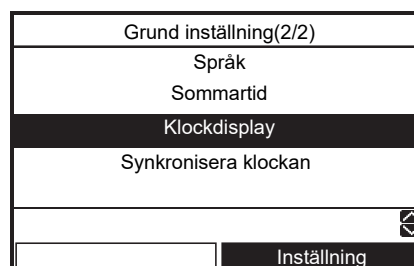 Grund inställning(2/2)
Språk
Sommartid
Klockdisplay
Synkronisera klockan
Inställning